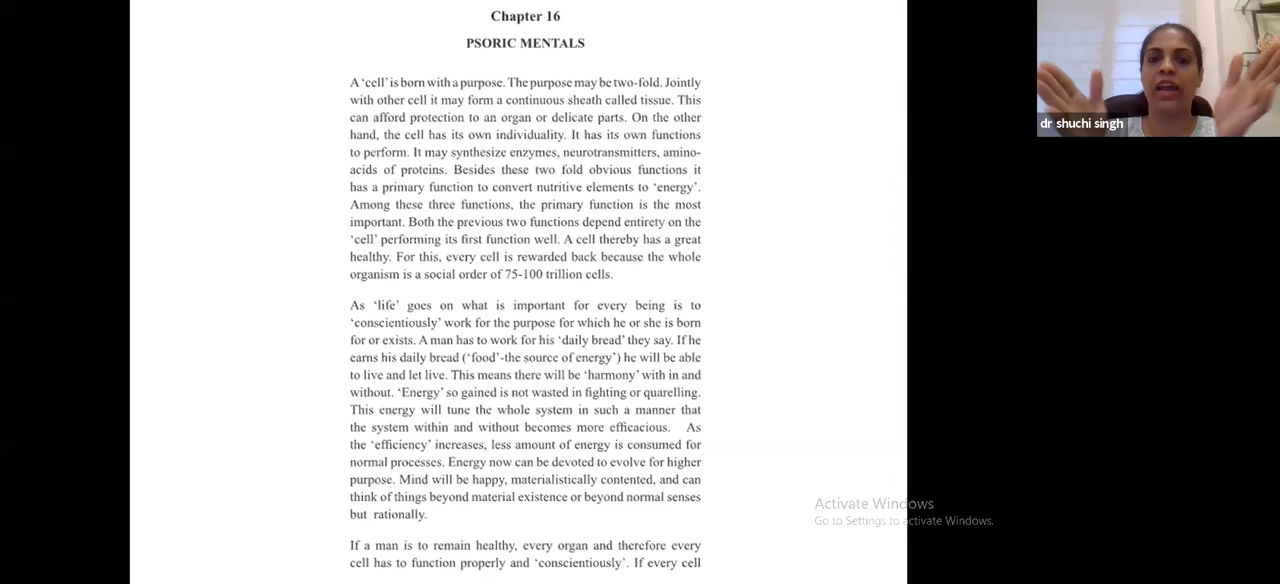 Chapter 16
PSORIC MENTALS
A ‘cell’ is born with a purpose. The purpose may be two-fold. Jointly
with other cell it may form a continuous sheath called tissue. This
can afford protection to an organ or delicate parts. On the other
hand, the cell has its own individuality. It has its own functions
to perform. It may synthesize enzymes, neurotransmitters, amino-
acids of proteins. Besides these two fold obvious functions it
has a primary function to convert nutritive elements to ‘energy’.
Among these three functions, the primary function is the most
important. Both the previous two functions depend entirety on the
‘cell’ performing its first function well. A cell thereby has a great
healthy. For this, every cell is rewarded back because the whole
organism is a social order of 75-100 trillion cells.
As ‘life’ goes on what is important for every being is to
‘conscientiously’ work for the purpose for which he or she is born
for or exists. A man has to work for his ‘daily bread’ they say. If he
earns his daily bread (‘food’-the source of energy’) he will be able
to live and let live. This means there will be ‘harmony’ with in and
without. ‘Energy’ so gained is not wasted in fighting or quarelling.
This energy will tune the whole system in such a manner that
the system within and without becomes more efficacious. As
the ‘efficiency’ increases, less amount of energy is consumed for
normal processes. Energy now can be devoted to evolve for higher
purpose. Mind will be happy, materialistically contented, and can
think of things beyond material existence or beyond normal senses
but rationally.
If a man is to remain healthy, every organ and therefore every
cell has to function properly and ‘conscientiously’. If every cell
dr shuchi singh
Activate Windows
Go to Settings to activate Windows.